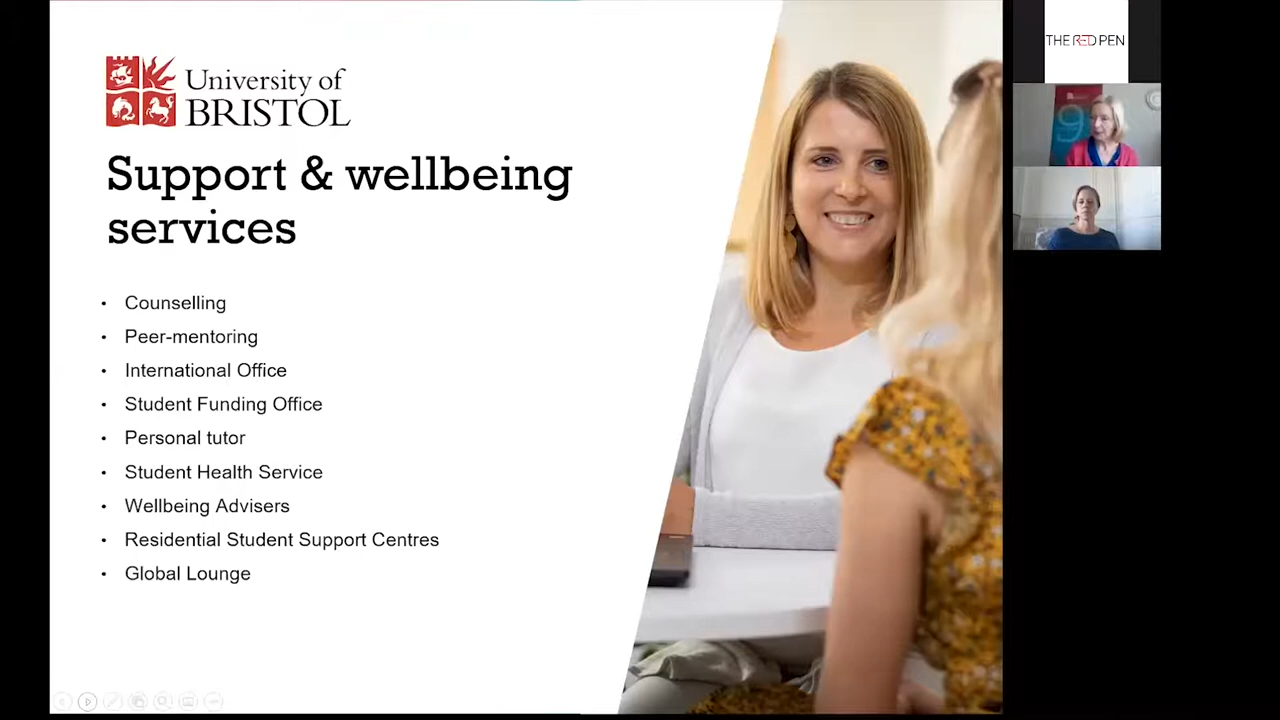 University of
BRISTOL
Support & wellbeing
services
• Counselling
• Peer-mentoring
• International Office
• Student Funding Office
• Personal tutor
• Student Health Service
• Wellbeing Advisers
• Residential Student Support Centres
• Global Lounge
THE RED PEN
9